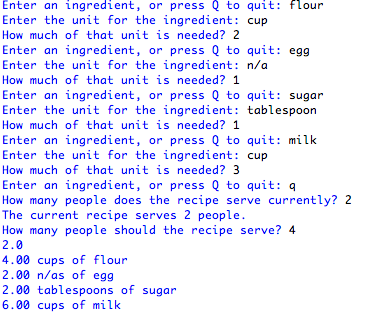 Enter an ingredient, or press Q to quit: flour
Enter the unit for the ingredient: cup
How much of that unit is needed? 2
Enter an ingredient, or press Q to quit: egg
Enter the unit for the ingredient: n/a
How much of that unit is needed? 1
Enter an ingredient, or press Q to quit: sugar
Enter the unit for the ingredient: tablespoon
How much of that unit is needed? 1
Enter an ingredient, or press Q to quit: milk
Enter the unit for the ingredient: cup
How much of that unit is needed? 3
Enter an ingredient, or press Q to quit: q
How many people does the recipe serve currently? 2
The current recipe serves 2 people.
How many people should the recipe serve? 4
2.0
4.00 cups of flour
2.00 n/as of egg
2.00 tablespoons of sugar
6.00 cups of milk